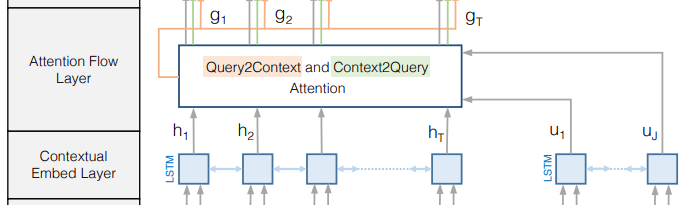 g1 g2 gT
Attention Flow
Layer
Query2Context and Context2Query
Attention
h1 h2 hT u1 uJ
Contextual
Embed Layer
LSTM LSTM